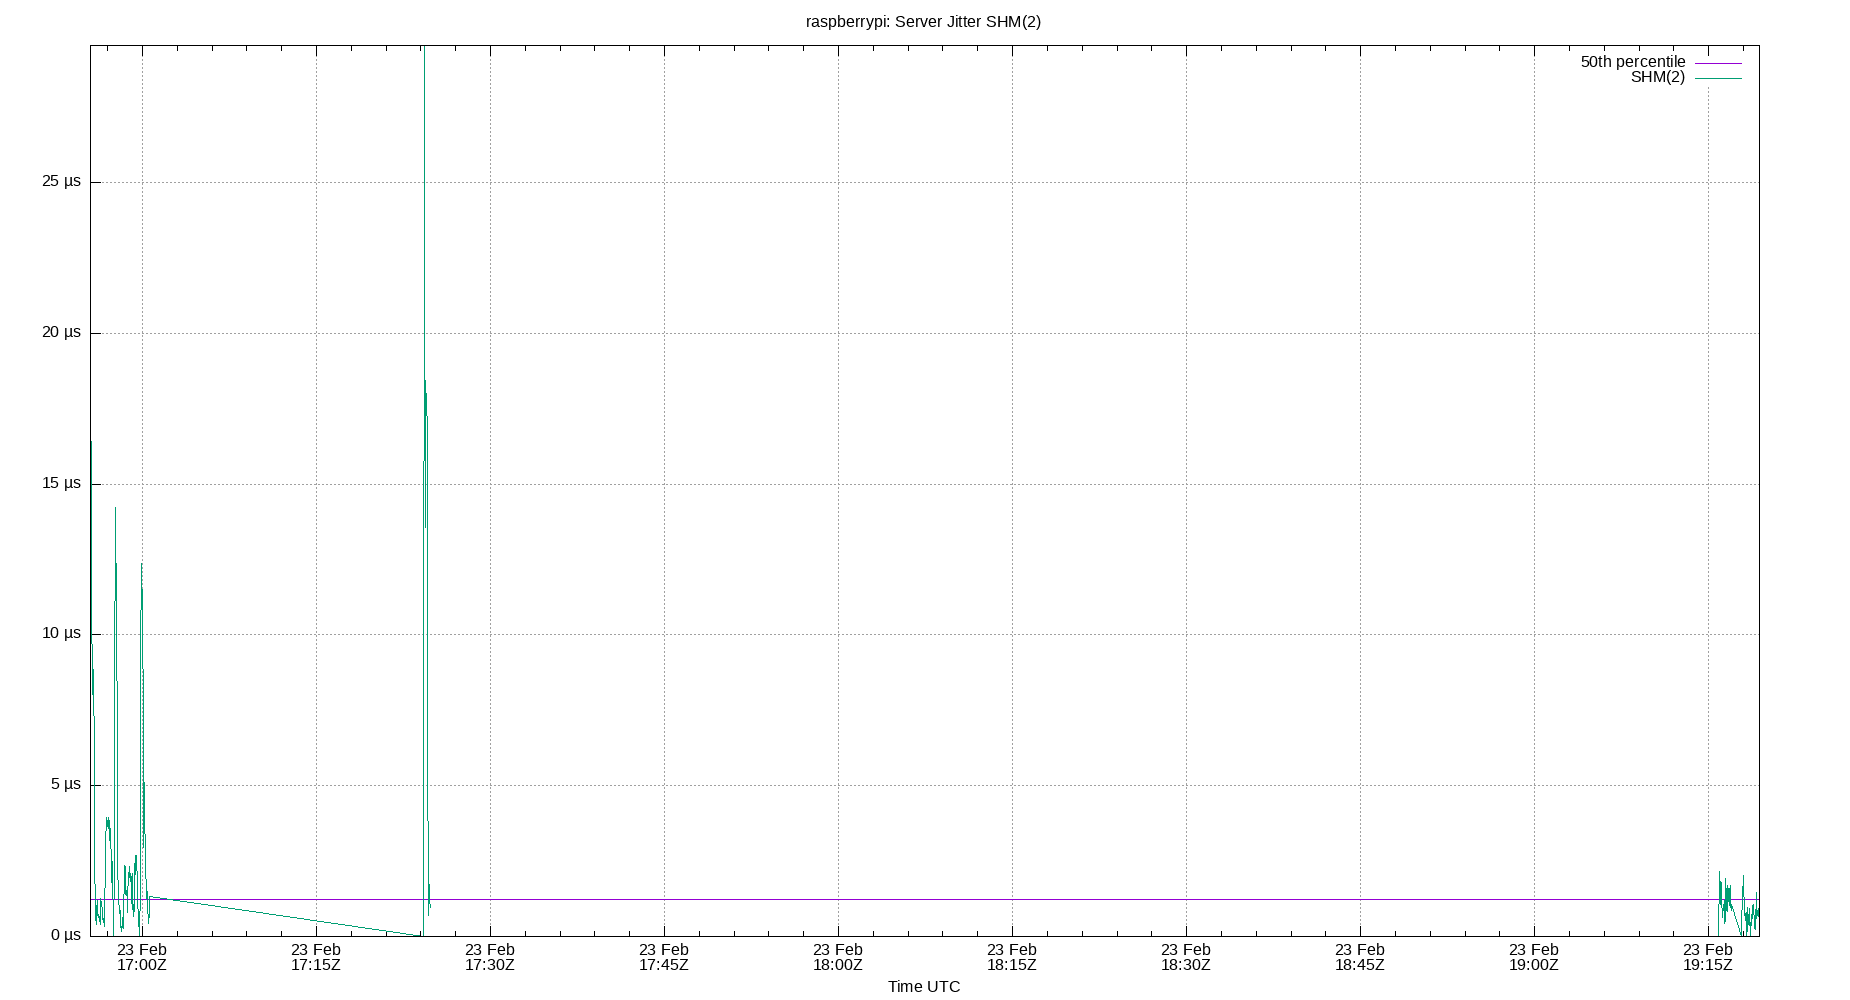 raspberrypi: Server Jitter SHM(2)
50th percentile
SHM(2)
25 µs
20 µs
15 µs
10 µs
5 µs
0 µs
23 Feb 23 Feb 23 Feb 23 Feb 23 Feb 23 Feb 23 Feb 23 Feb 23 Feb 23 Feb
17:00Z 17:15Z 17:30Z 17:45Z 18:00Z 18:15Z 18:30Z 18:45Z 19:00Z 19:15Z
Time UTC